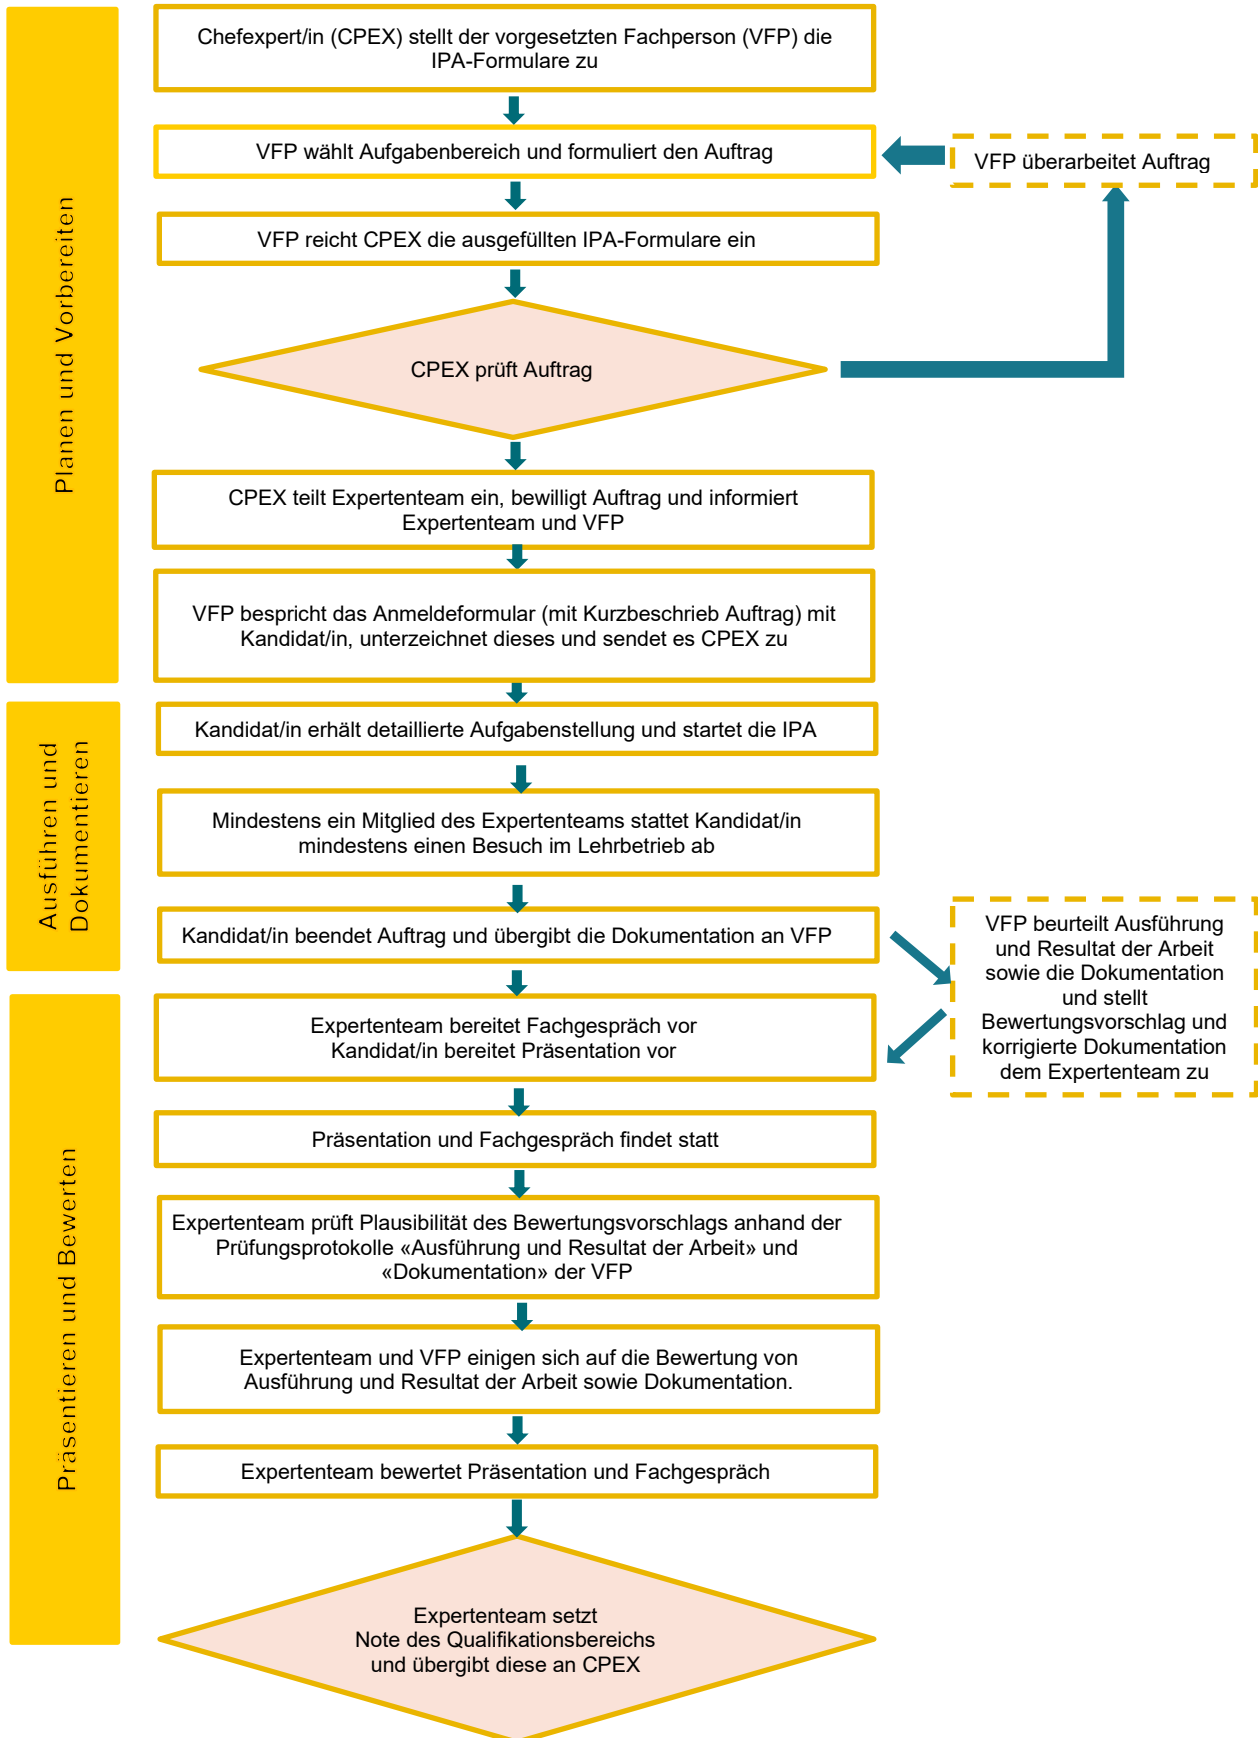 Planen und Vorbereiten
Chefexpert/in (CPEX) stellt der vorgesetzten Fachperson (VFP) die
IPA-Formulare zu
VFP wählt Aufgabenbereich und formuliert den Auftrag
VFP überarbeitet Auftrag
VFP reicht CPEX die ausgefüllten IPA-Formulare ein
CPEX prüft Auftrag
CPEX teilt Expertenteam ein, bewilligt Auftrag und informiert
Expertenteam und VFP
VFP bespricht das Anmeldeformular (mit Kurzbeschrieb Auftrag) mit
Kandidat/in, unterzeichnet dieses und sendet es CPEX zu
Ausführen und
Dokumentieren
Kandidat/in erhält detaillierte Aufgabenstellung und startet die IPA
Mindestens ein Mitglied des Expertenteams stattet Kandidat/in
mindestens einen Besuch im Lehrbetrieb ab
Kandidat/in beendet Auftrag und übergibt die Dokumentation an VFP
VFP beurteilt Ausführung
und Resultat der Arbeit
sowie die Dokumentation
und stellt
Bewertungsvorschlag und
korrigierte Dokumentation
dem Expertenteam zu
Präsentieren und Bewerten
Expertenteam bereitet Fachgespräch vor
Kandidat/in bereitet Präsentation vor
Präsentation und Fachgespräch findet statt
Expertenteam prüft Plausibilität des Bewertungsvorschlags anhand der
Prüfungsprotokolle «Ausführung und Resultat der Arbeit» und
«Dokumentation» der VFP
Expertenteam und VFP einigen sich auf die Bewertung von
Ausführung und Resultat der Arbeit sowie Dokumentation.
Expertenteam bewertet Präsentation und Fachgespräch
Expertenteam setzt
Note des Qualifikationsbereichs
und übergibt diese an CPEX